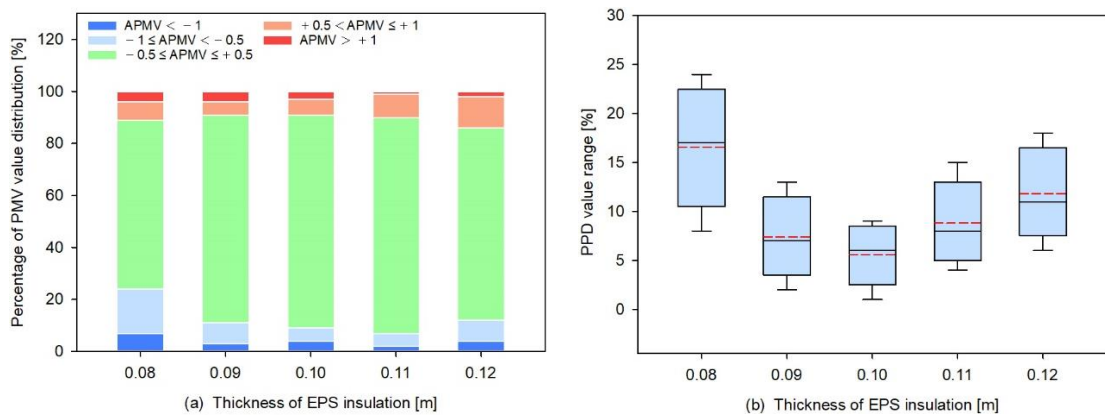 APMV < − 1
− 1 ≤ APMV < − 0.5
− 0.5 ≤ APMV ≤ + 0.5
+ 0.5 < APMV ≤ + 1
APMV > + 1
Percentage of PMV value distribution [%]
120
100
80
60
40
20
0
0.08 0.09 0.10 0.11 0.12
(a) Thickness of EPS insulation [m]
PPD value range [%]
30
25
20
15
10
5
0
0.08 0.09 0.10 0.11 0.12
(b) Thickness of EPS insulation [m]